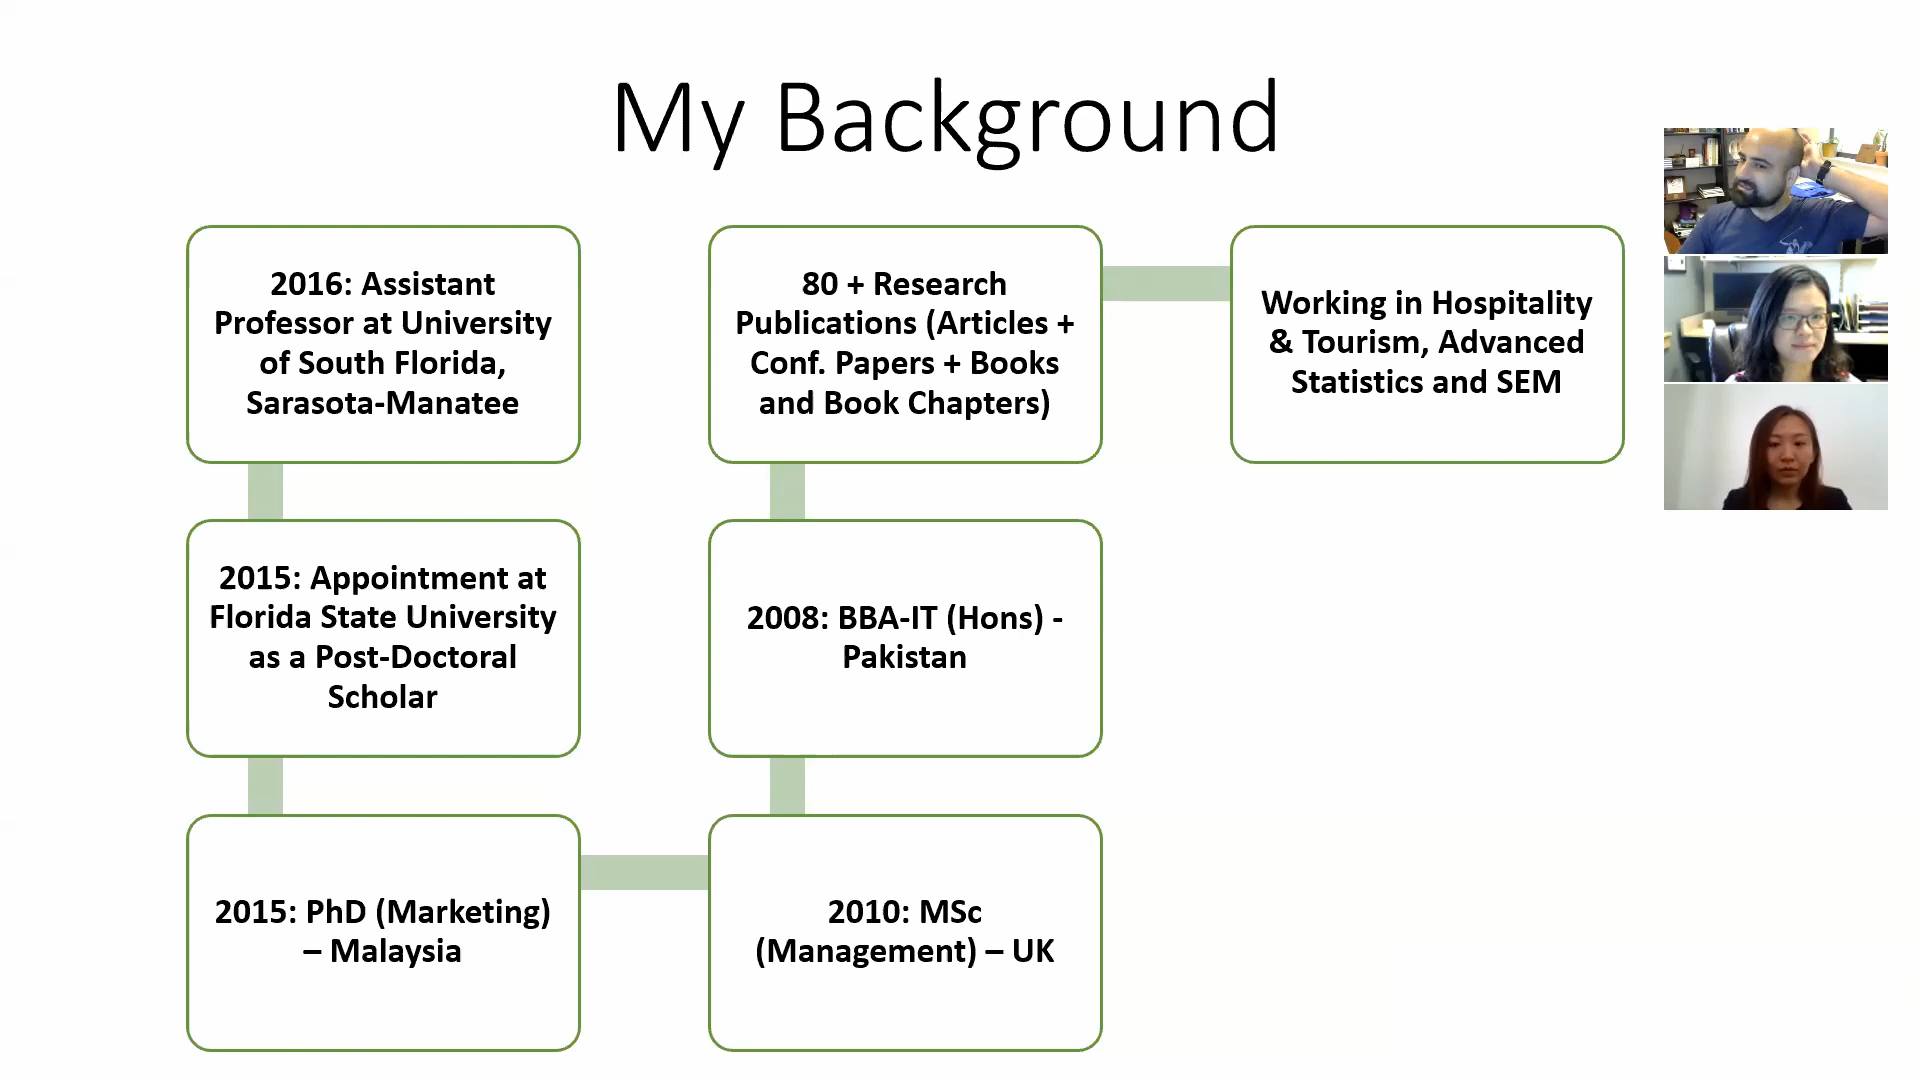 My Background
2016: Assistant
Professor at University
of South Florida,
Sarasota-Manatee
2015: Appointment at
Florida State University
as a Post-Doctoral
Scholar
2015: PhD (Marketing)
– Malaysia
2010: MSc
(Management) – UK
2008: BBA-IT (Hons) -
Pakistan
80 + Research
Publications (Articles +
Conf. Papers + Books
and Book Chapters)
Working in Hospitality
& Tourism, Advanced
Statistics and SEM